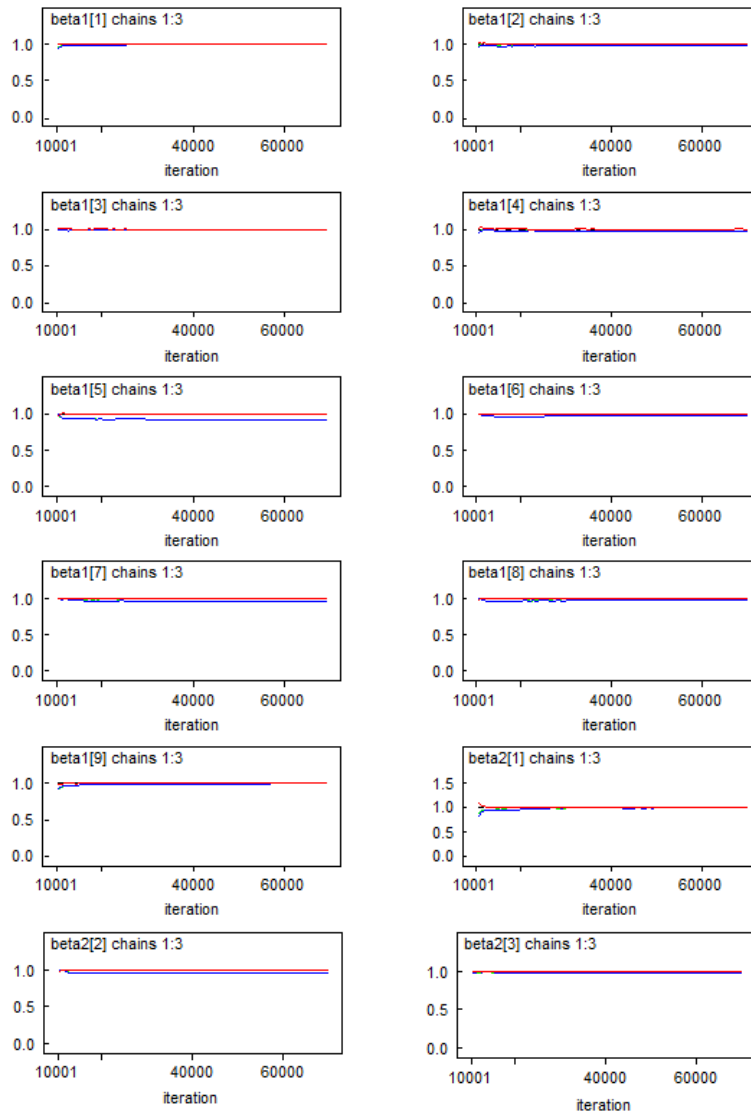 beta1[1] chains 1:3
1.0
0.5
0.0
10001 40000 60000
iteration
beta1[2] chains 1:3
1.0
0.5
0.0
10001 40000 60000
iteration
beta1[3] chains 1:3
1.0
0.5
0.0
10001 40000 60000
iteration
beta1[4] chains 1:3
1.0
0.5
0.0
10001 40000 60000
iteration
beta1[5] chains 1:3
1.0
0.5
0.0
10001 40000 60000
iteration
beta1[6] chains 1:3
1.0
0.5
0.0
10001 40000 60000
iteration
beta1[7] chains 1:3
1.0
0.5
0.0
10001 40000 60000
iteration
beta1[8] chains 1:3
1.0
0.5
0.0
10001 40000 60000
iteration
beta1[9] chains 1:3
1.0
0.5
0.0
10001 40000 60000
iteration
beta2[1] chains 1:3
1.5
1.0
0.5
0.0
10001 40000 60000
iteration
beta2[2] chains 1:3
1.0
0.5
0.0
10001 40000 60000
iteration
beta2[3] chains 1:3
1.0
0.5
0.0
10001 40000 60000
iteration